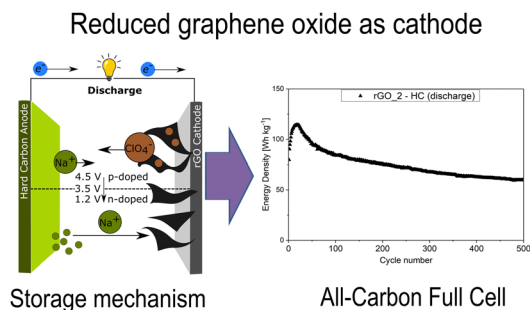 Reduced graphene oxide as cathode
e⁻
e⁻
Discharge
Hard Carbon Anode
rGO Cathode
ClO₄⁻
Na⁺
4.5 V p-doped
3.5 V
1.2 V n-doped
Na⁺
Storage mechanism
rGO_2 - HC (discharge)
Energy Density [Wh kg⁻¹]
150
100
50
0
0 100 200 300 400 500
Cycle number
All-Carbon Full Cell